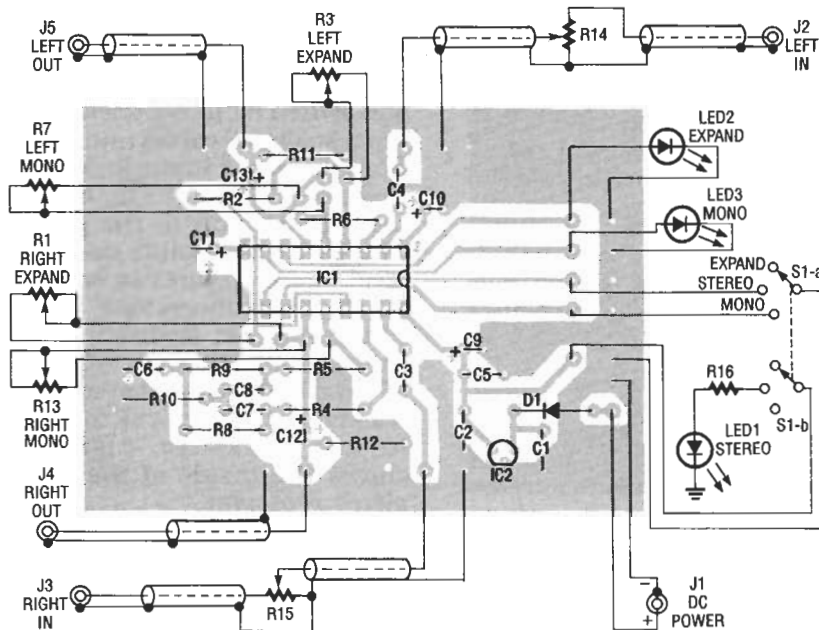 J5
LEFT
OUT
R3
LEFT
EXPAND
R14
J2
LEFT
IN
R7
LEFT
MONO
R11
C13
+
R2
C4
+
C10
R6
LED2
EXPAND
LED3
MONO
C11
+
IC1
R1
RIGHT
EXPAND
EXPAND
STEREO
MONO
S1-a
R13
RIGHT
MONO
C6
R9
R5
C3
+
C9
C5
C8
R10
C7
R4
R8
+
C12
R12
C2
D1
IC2
C1
R16
S1-b
LED1
STEREO
J4
RIGHT
OUT
J3
RIGHT
IN
R15
-
+
J1
DC
POWER